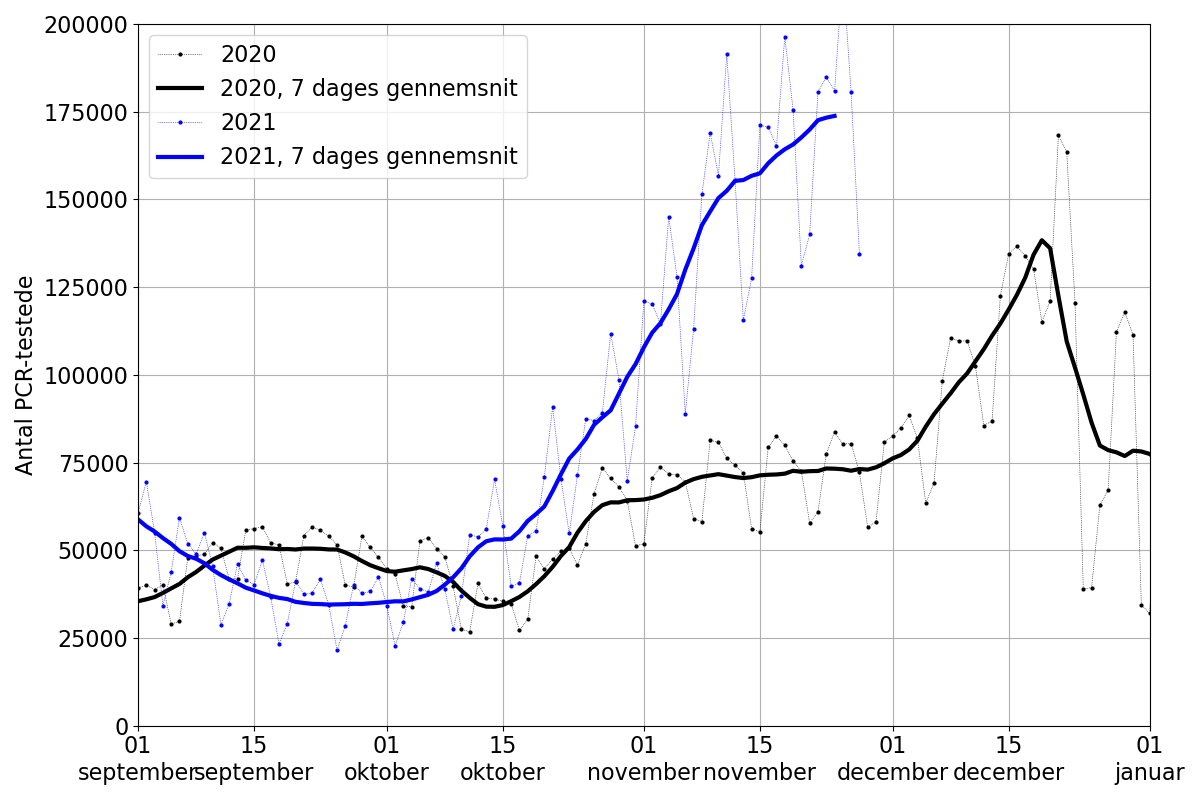 2020
2020, 7 dages gennemsnit
2021
2021, 7 dages gennemsnit
Antal PCR-testede
200000
175000
150000
125000
100000
75000
50000
25000
0
01 15 01 15 01 15 01 15 01
september september oktober oktober november november december december januar